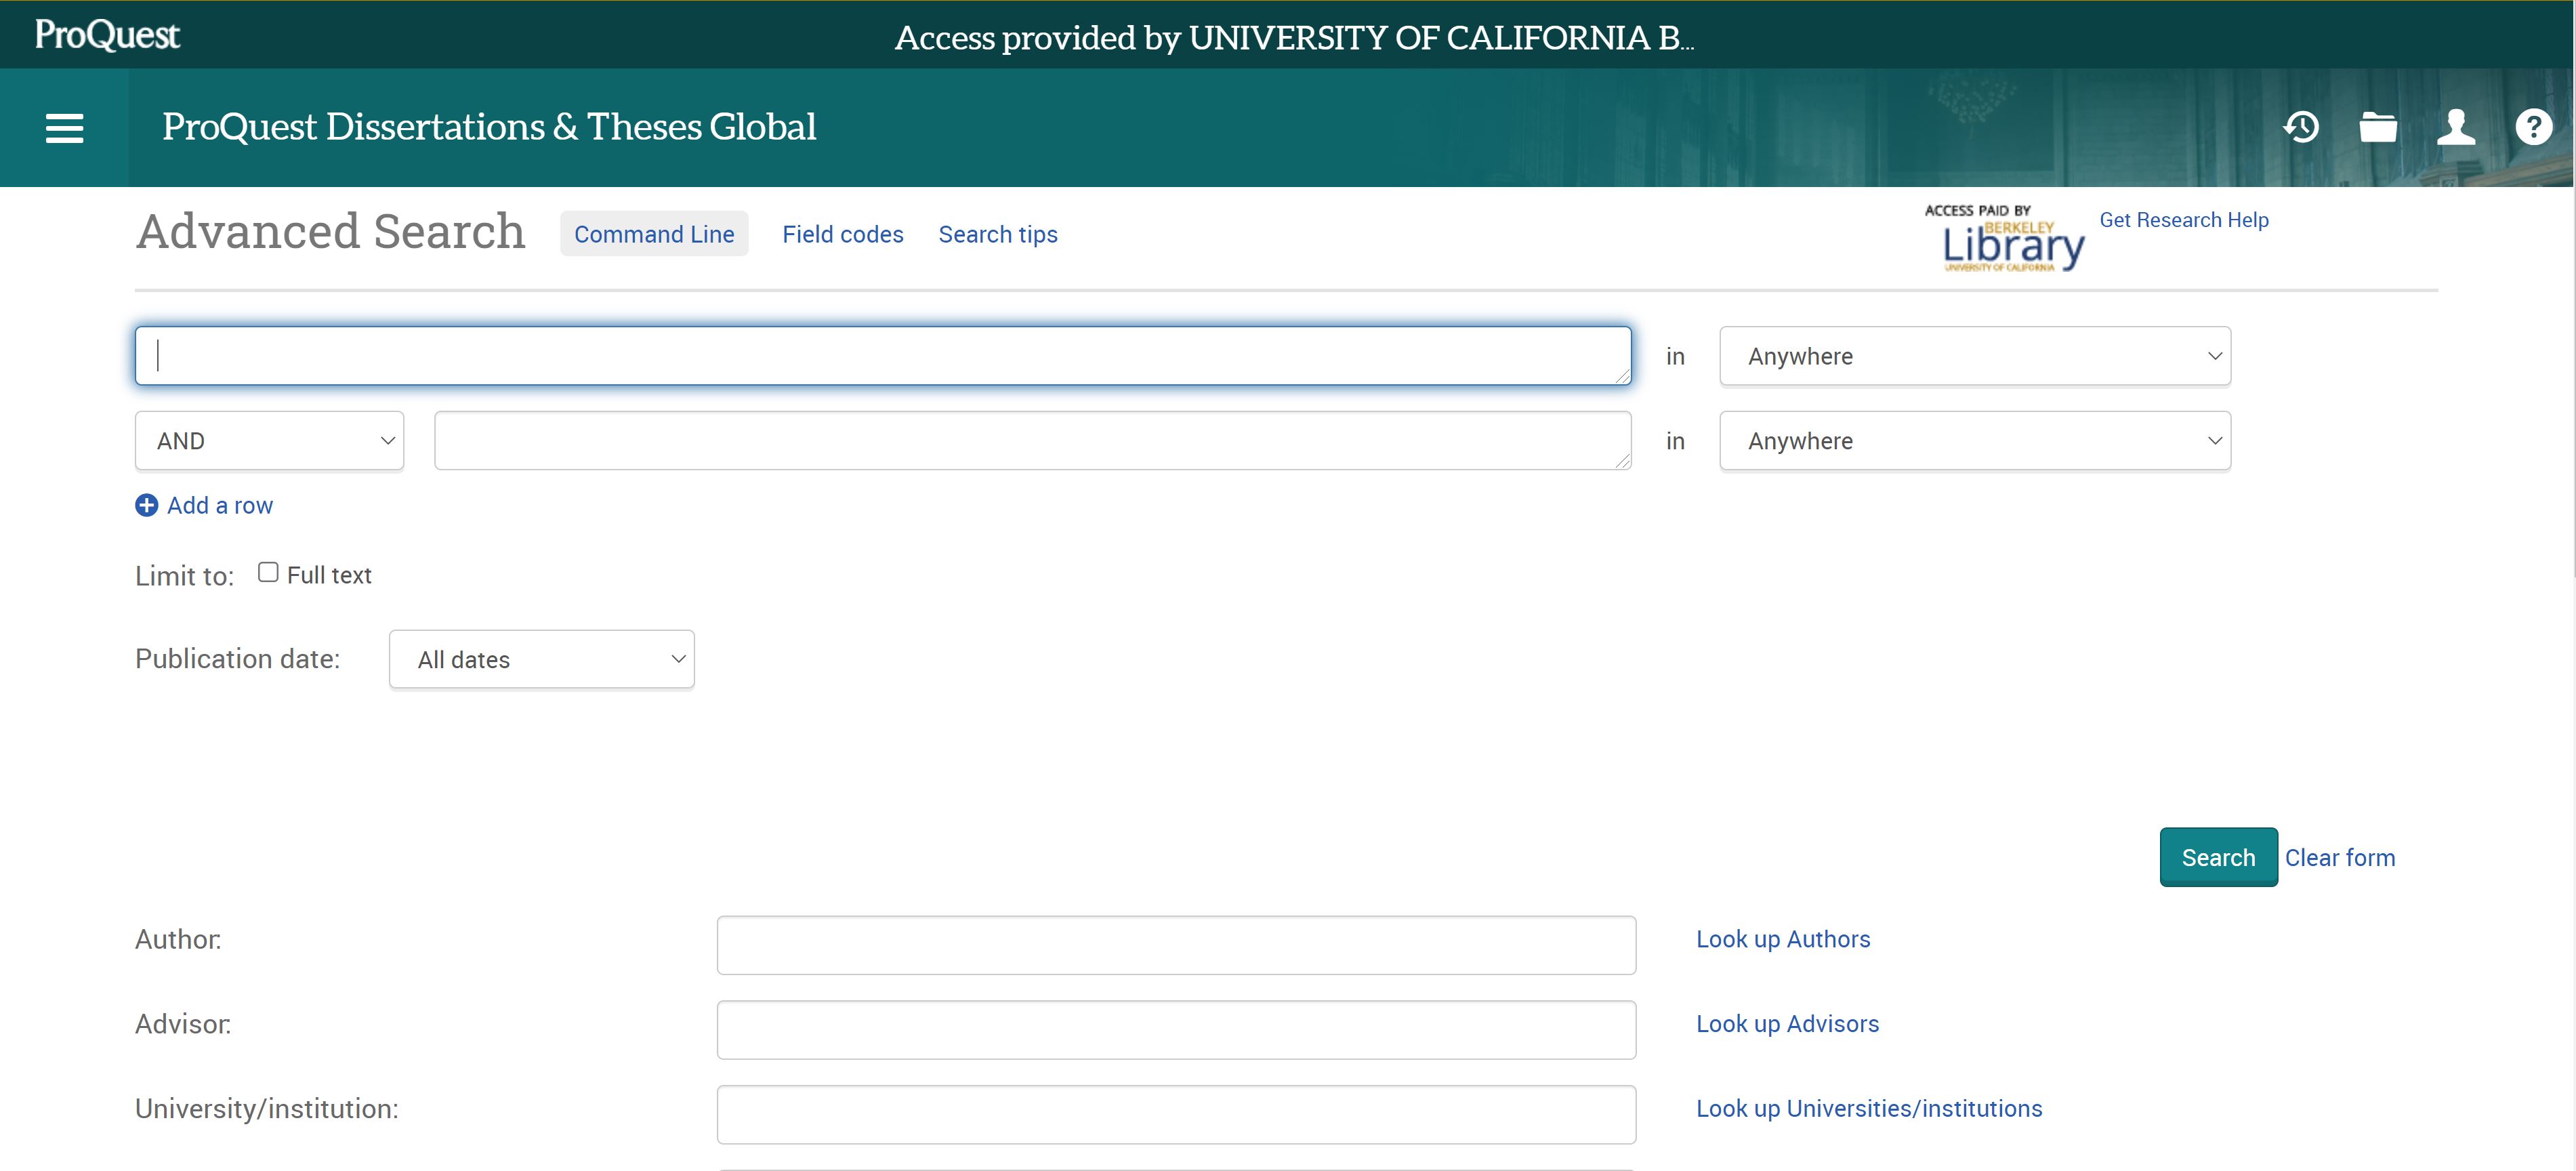 ProQuest
Access provided by UNIVERSITY OF CALIFORNIA B...
ProQuest Dissertations & Theses Global
?
Advanced Search Command Line Field codes Search tips
ACCESS PAID BY
BERKELEY
Library
UNIVERSITY OF CALIFORNIA
Get Research Help
in Anywhere
AND in Anywhere
Add a row
Limit to: Full text
Publication date: All dates
Search Clear form
Author: Look up Authors
Advisor: Look up Advisors
University/institution: Look up Universities/institutions